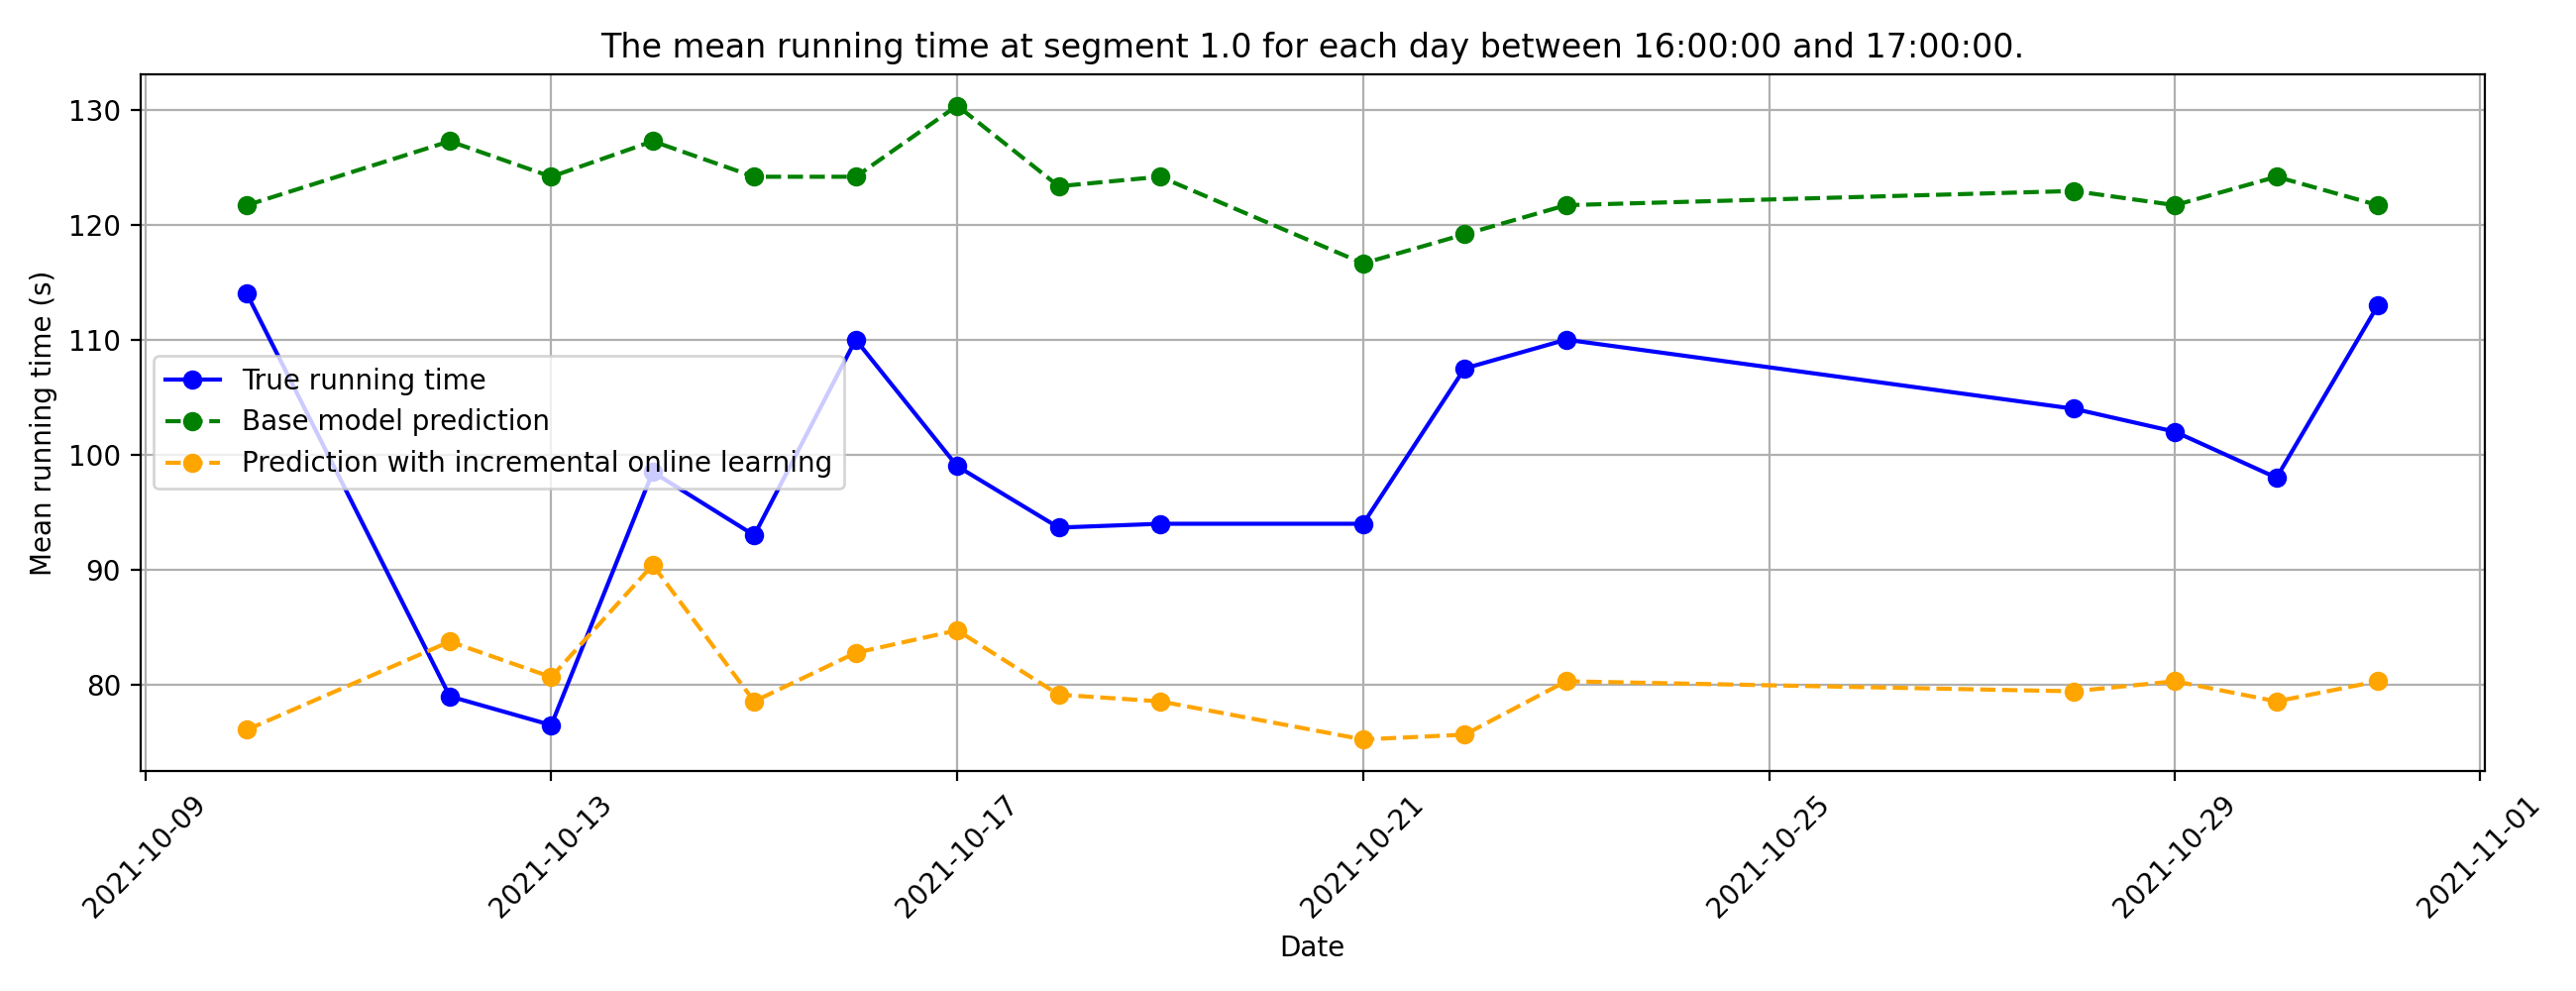 The mean running time at segment 1.0 for each day between 16:00:00 and 17:00:00.
Mean running time (s)
130
120
110
100
90
80
True running time
Base model prediction
Prediction with incremental online learning
2021-10-09
2021-10-13
2021-10-17
2021-10-21
2021-10-25
2021-10-29
2021-11-01
Date